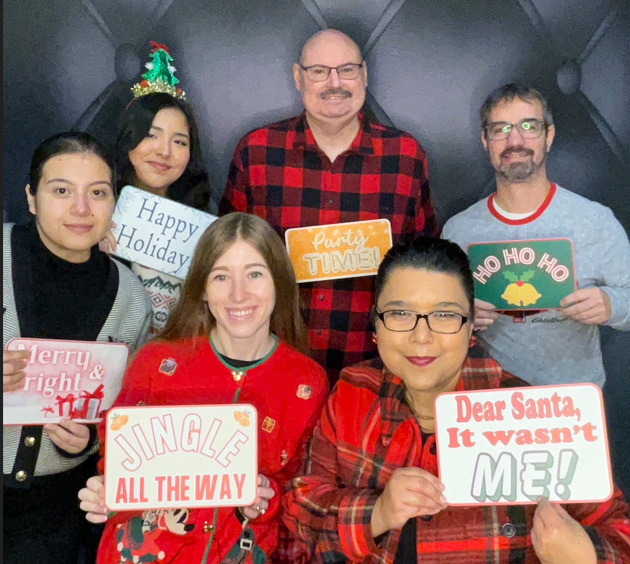 Happy
Holiday
Party
TIME!
HO HO HO
Merry
&
right
JINGLE
ALL THE WAY
Dear Santa,
It wasn't
ME!